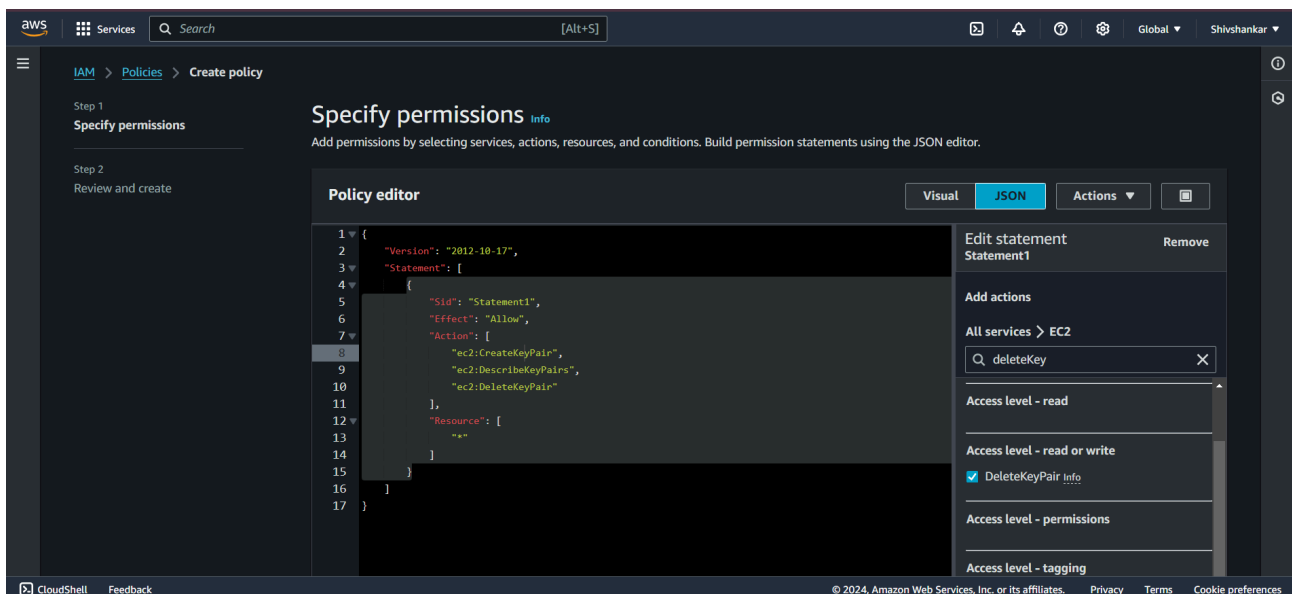 aws Services Search [Alt+S] Global ▼ Shivshankar ▼
IAM > Policies > Create policy
Step 1
Specify permissions
Step 2
Review and create
Specify permissions Info
Add permissions by selecting services, actions, resources, and conditions. Build permission statements using the JSON editor.
Policy editor
Visual JSON Actions ▼
1 {
2 "Version": "2012-10-17",
3 "Statement": [
4 {
5 "Sid": "Statement1",
6 "Effect": "Allow",
7 "Action": [
8 "ec2:CreateKeyPair",
9 "ec2:DescribeKeyPairs",
10 "ec2:DeleteKeyPair"
11 ],
12 "Resource": [
13 "*"
14 ]
15 }
16 ]
17 }
Edit statement Remove
Statement1
Add actions
All services > EC2
deleteKey
Access level - read
Access level - read or write
DeleteKeyPair Info
Access level - permissions
Access level - tagging
CloudShell Feedback © 2024, Amazon Web Services, Inc. or its affiliates. Privacy Terms Cookie preferences